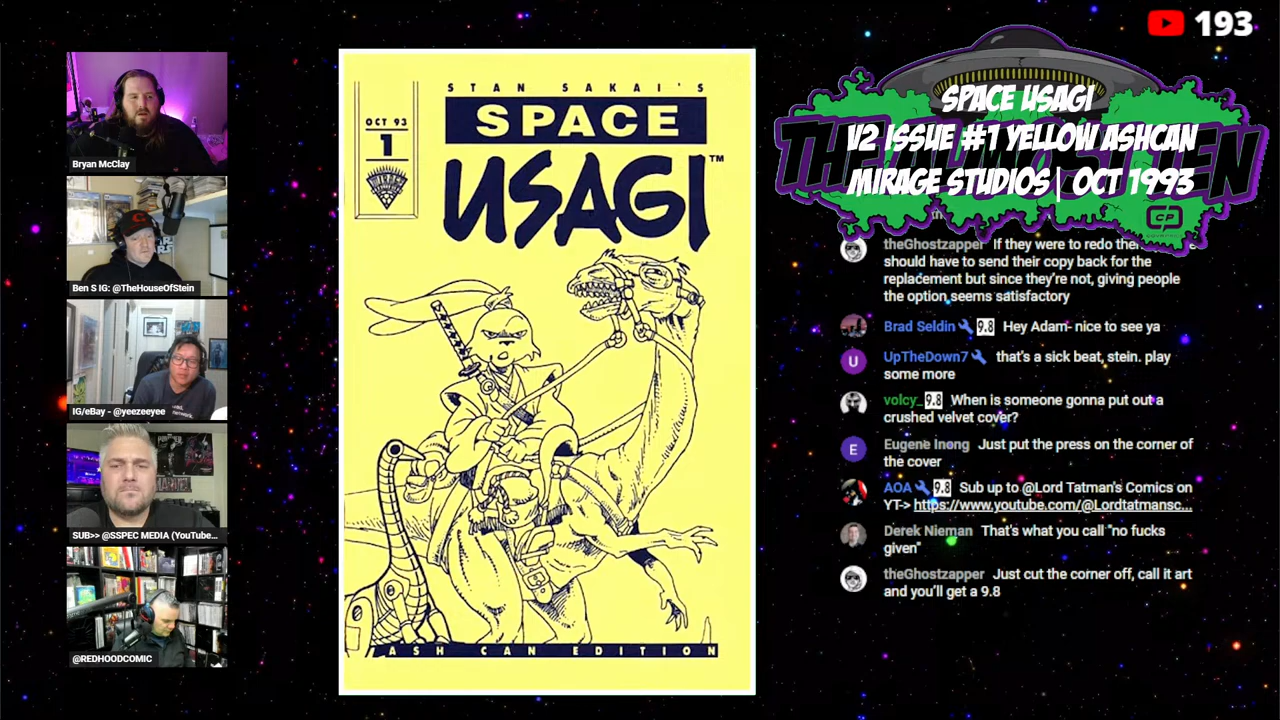 193
Bryan McClay
Ben S IG: @TheHouseOfStein
IG/eBay - @yeezeeyee
SUB>> @SSPEC MEDIA (YouTube...
@REDHOODCOMIC
STAN SAKAI'S
SPACE
USAGI™
OCT 93
1
MIRAGE
ASH CAN EDITION
SPACE USAGI
V2 ISSUE #1 YELLOW ASHCAN
MIRAGE STUDIOS | OCT 1993
CP
theGhostzapper If they were to redo
should have to send their copy back for the
replacement but since they're not, giving people
the option seems satisfactory
Brad Seldin 9.8 Hey Adam- nice to see ya
U
UpTheDown7 that's a sick beat, stein. play
some more
volcy_ 9.8 When is someone gonna put out a
crushed velvet cover?
E
Eugene Inong Just put the press on the corner of
the cover
AOA 9.8 Sub up to @Lord Tatman's Comics on
YT-> https://www.youtube.com/@Lordtatmansc...
Derek Nieman That's what you call "no fucks
given"
theGhostzapper Just cut the corner off, call it art
and you'll get a 9.8